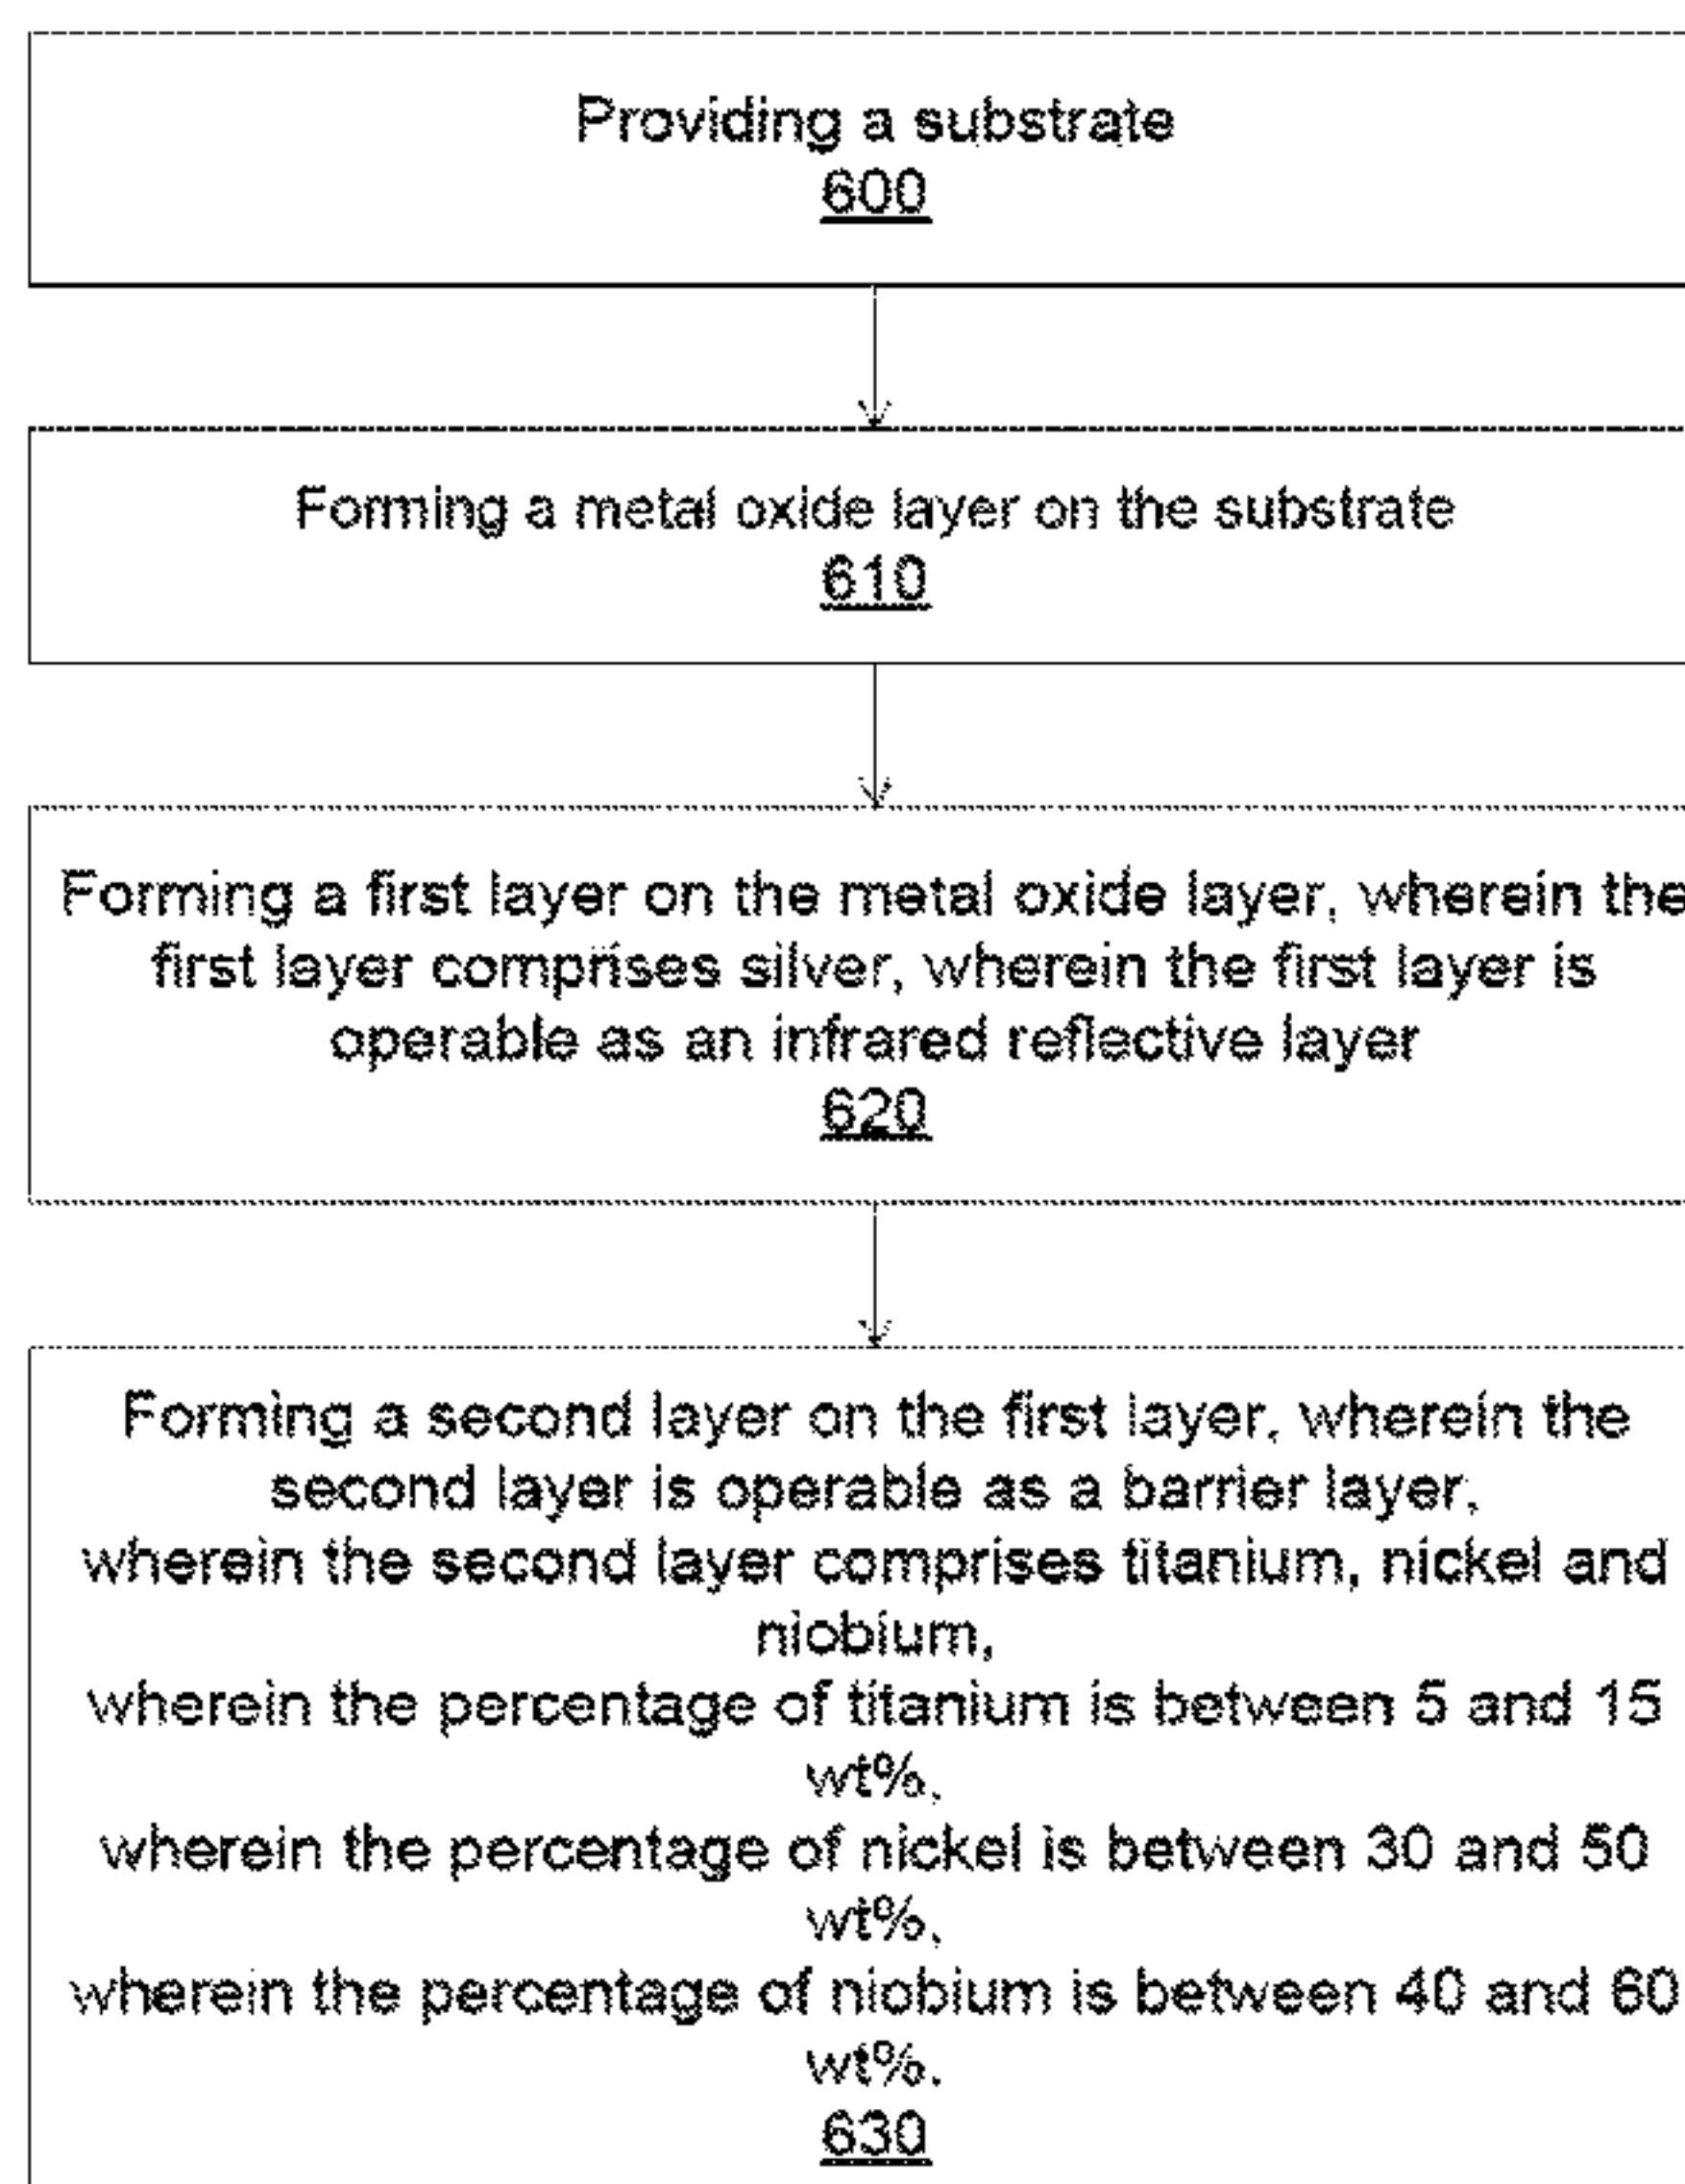 Providing a substrate
600
Forming a metal oxide layer on the substrate
610
Forming a first layer on the metal oxide layer, wherein the
first layer comprises silver, wherein the first layer is
operable as an infrared reflective layer
620
Forming a second layer on the first layer, wherein the
second layer is operable as a barrier layer,
wherein the second layer comprises titanium, nickel and
niobium,
wherein the percentage of titanium is between 5 and 15
wt%,
wherein the percentage of nickel is between 30 and 50
wt%,
wherein the percentage of niobium is between 40 and 60
wt%.
630